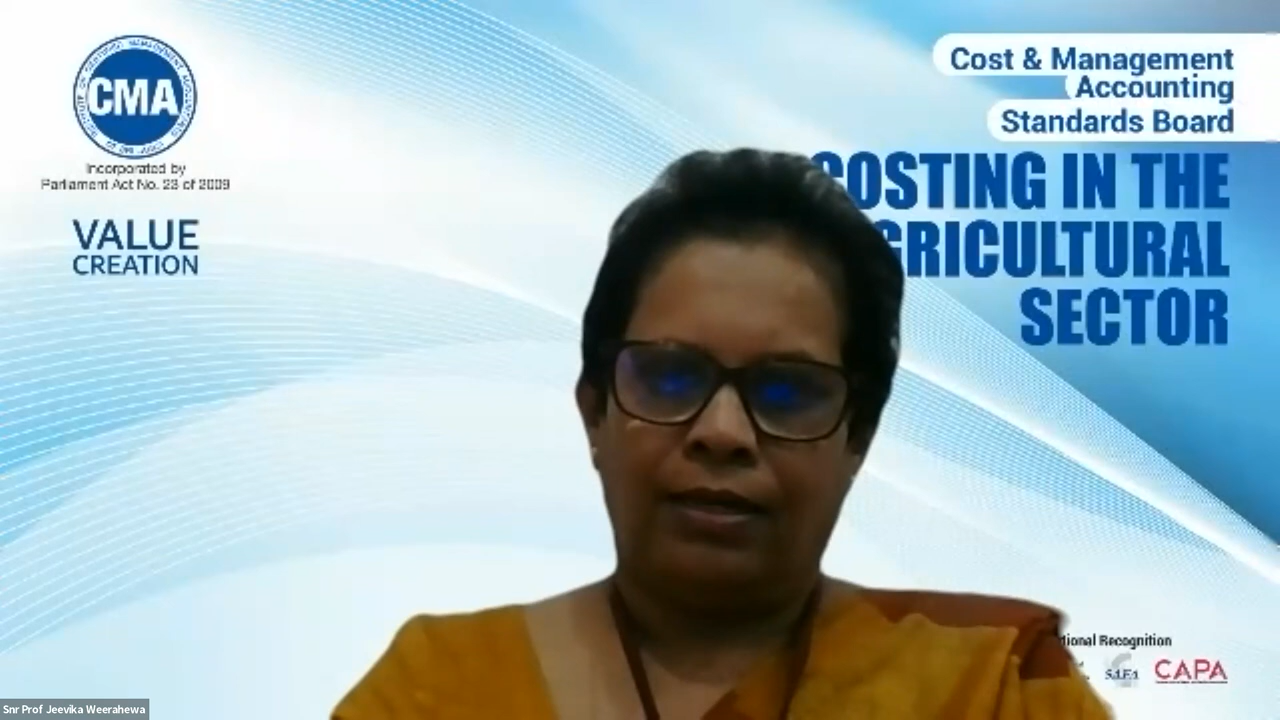 CMA
Incorporated by
Parliament Act No. 23 of 2009
VALUE
CREATION
Cost & Management
Accounting
Standards Board
COSTING IN THE
GRICULTURAL
SECTOR
tional Recognition
CAPA
Snr Prof Jeevika Weerahewa